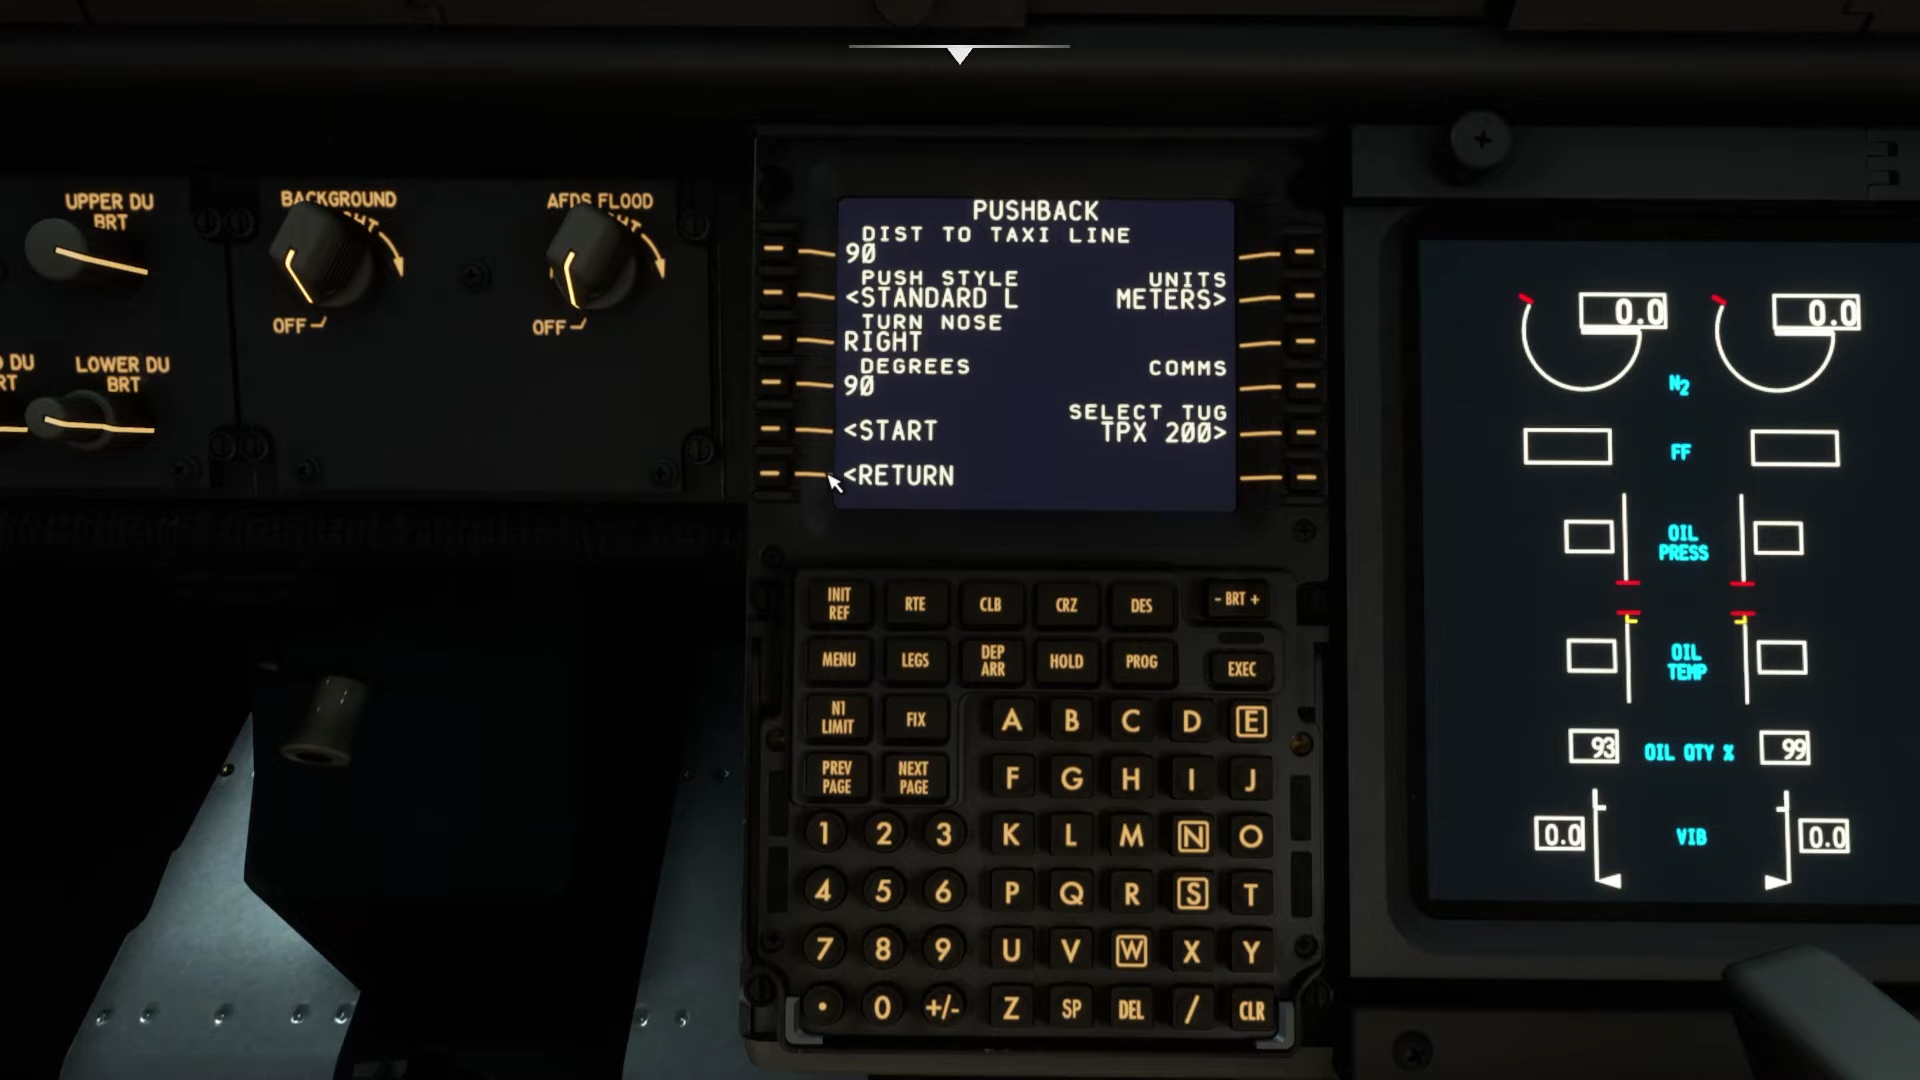 UPPER DU
BRT
BACKGROUND
OFF
AFDS FLOOD
OFF
LOWER DU
BRT
DU
PUSHBACK
DIST TO TAXI LINE
90
PUSH STYLE UNITS
<STANDARD L METERS>
TURN NOSE
RIGHT
DEGREES COMMS
90
SELECT TUG
<START TPX 200>
<RETURN
INIT REF RTE CLB CRZ DES - BRT +
MENU LEGS DEP ARR HOLD PROG EXEC
N1 LIMIT FIX A B C D E
PREV PAGE NEXT PAGE F G H I J
1 2 3 K L M N O
4 5 6 P Q R S T
7 8 9 U V W X Y
. 0 +/- Z SP DEL / CLR
0.0 0.0
N2
FF
OIL
PRESS
OIL
TEMP
93 OIL QTY % 99
0.0 VIB 0.0